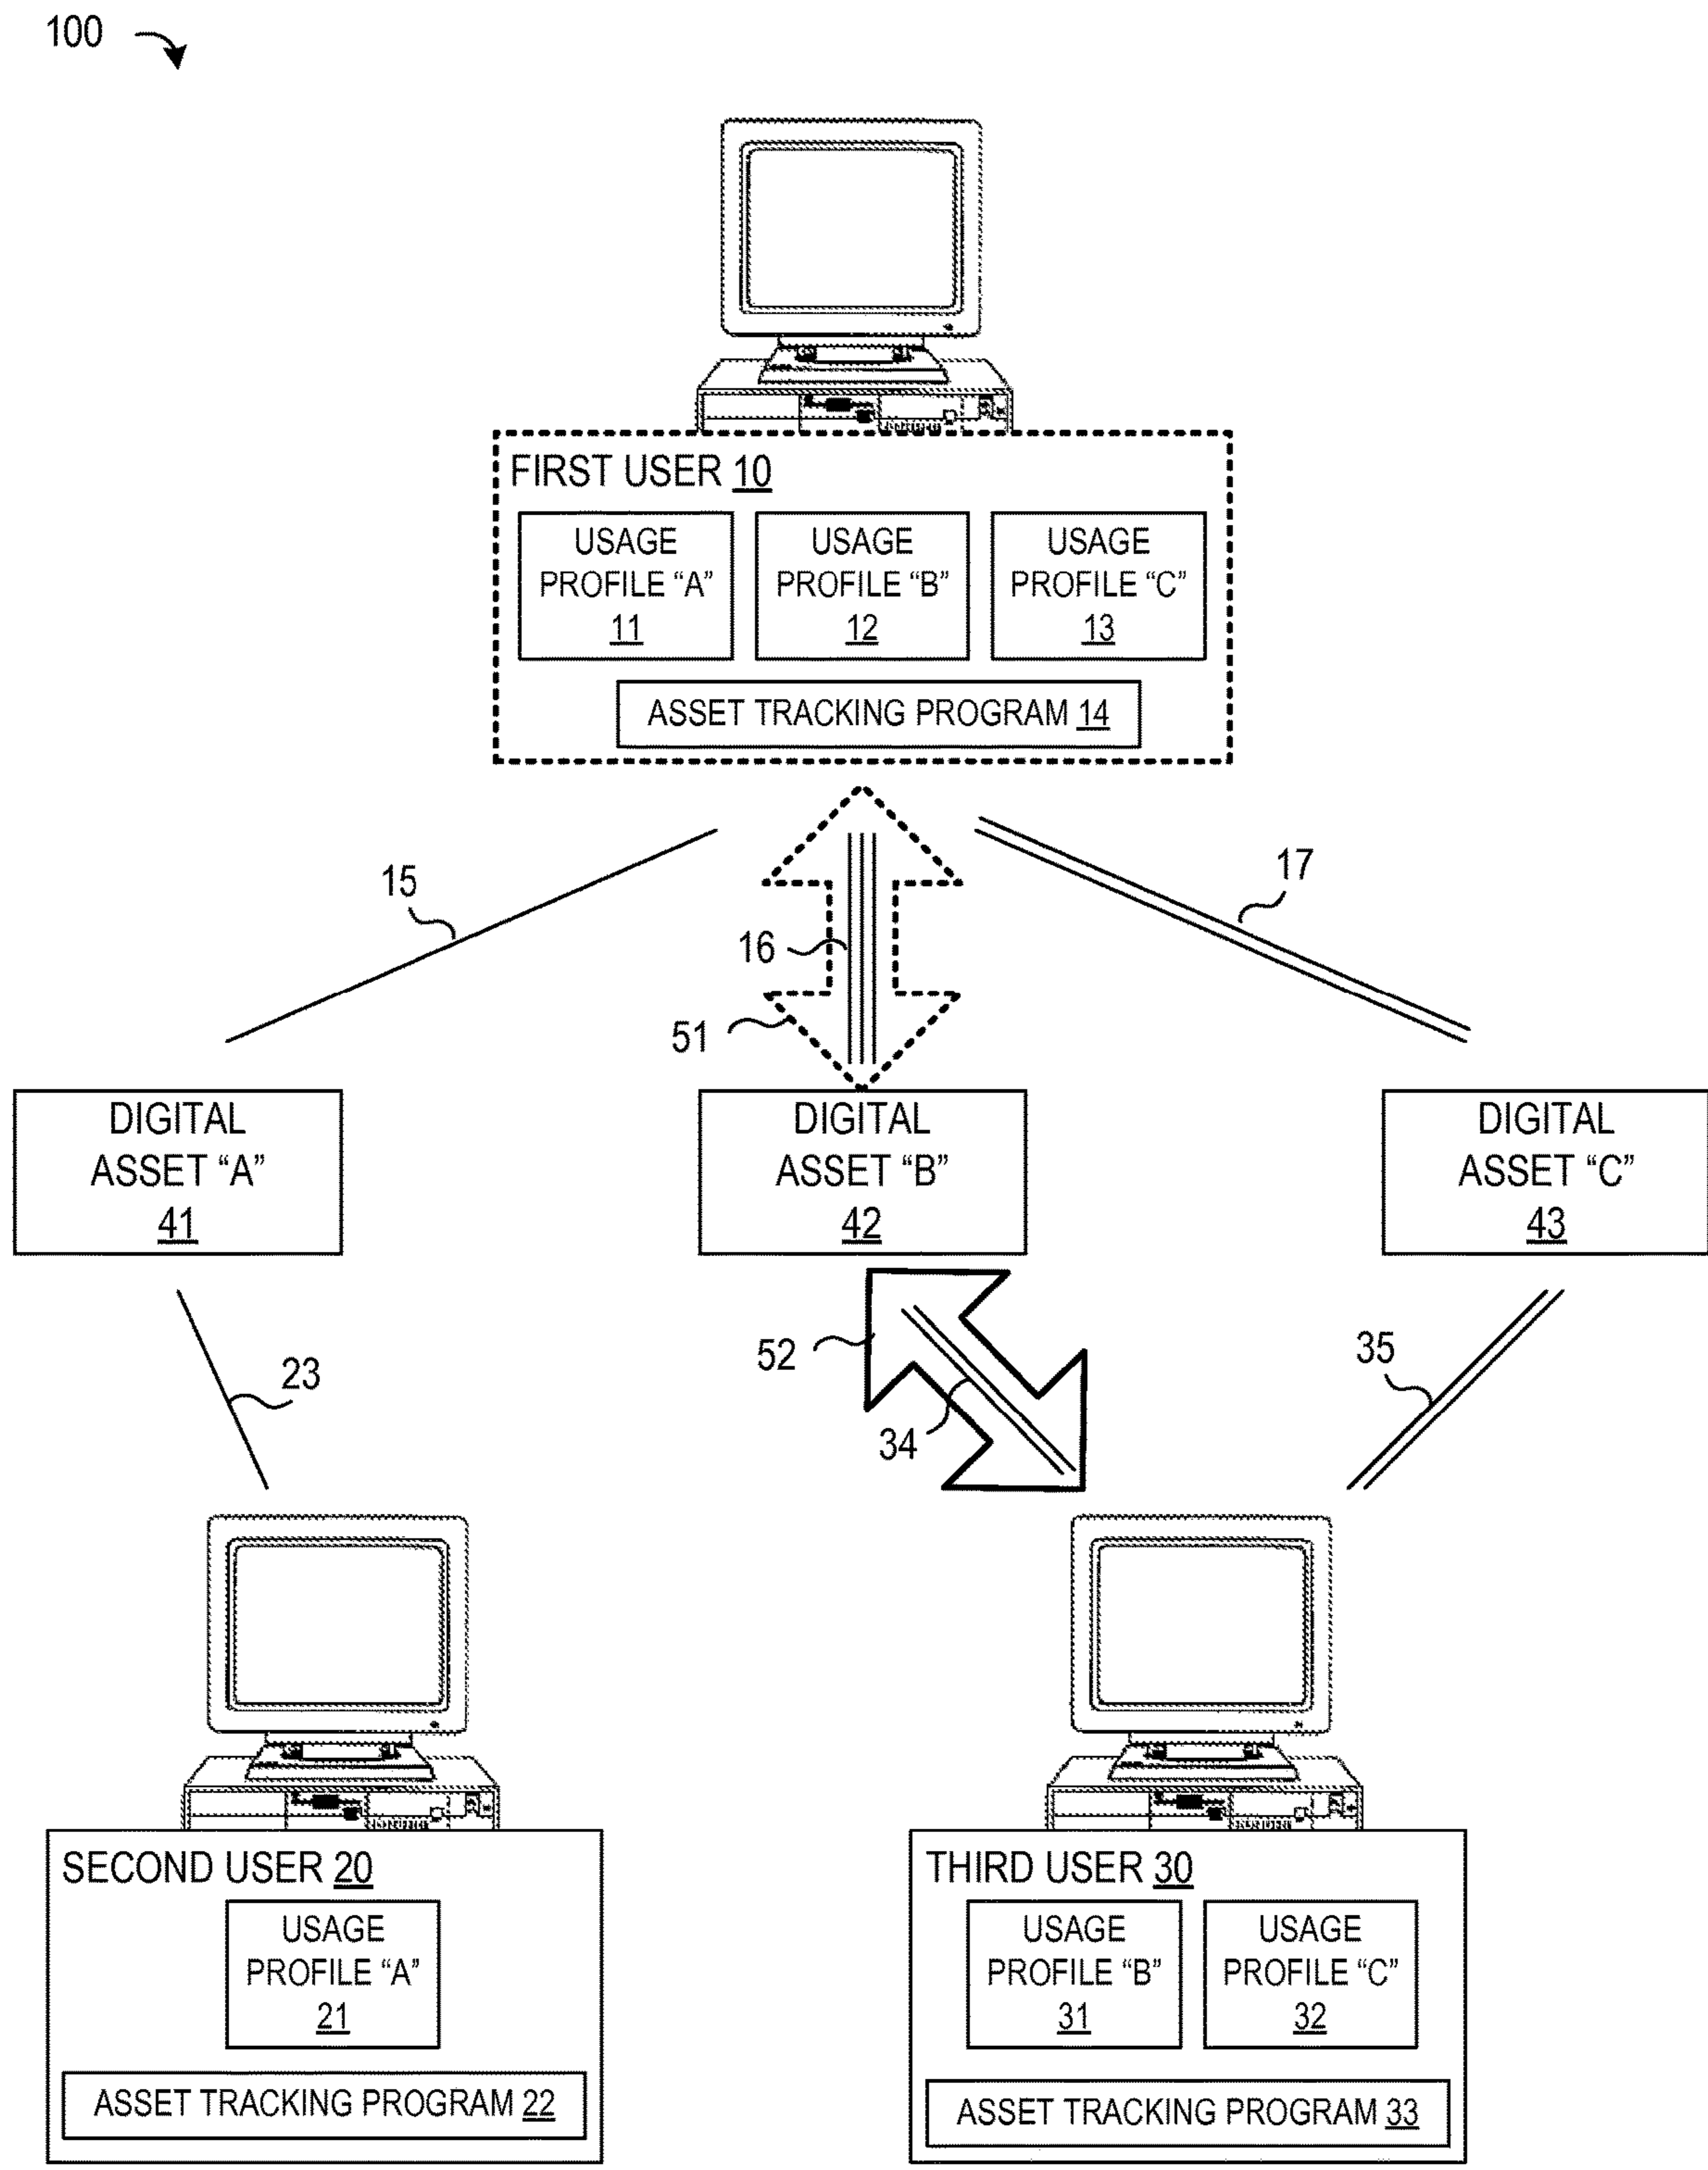 100
FIRST USER 10
USAGE PROFILE “A” 11
USAGE PROFILE “B” 12
USAGE PROFILE “C” 13
ASSET TRACKING PROGRAM 14
15
16
17
51
DIGITAL
ASSET “A”
41
DIGITAL
ASSET “B”
42
DIGITAL
ASSET “C”
43
23
52
34
35
SECOND USER 20
USAGE
PROFILE “A”
21
ASSET TRACKING PROGRAM 22
THIRD USER 30
USAGE
PROFILE “B”
31
USAGE
PROFILE “C”
32
ASSET TRACKING PROGRAM 33